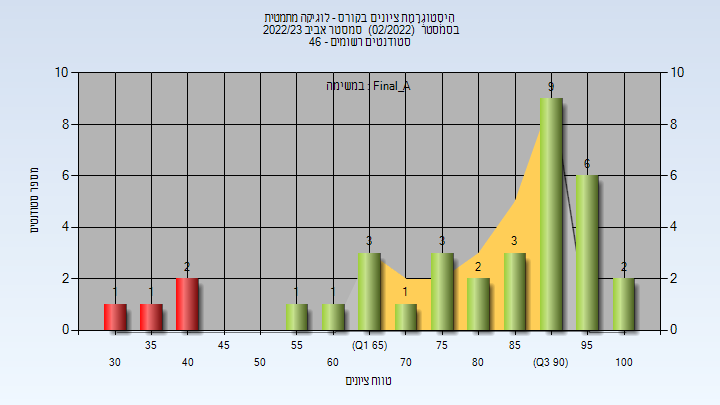 היסטוגרמת ציונים בקורס - לוגיקה מתמטית
בסמסטר (02/2022) סמסטר אביב 2022/23
סטודנטים רשומים - 46
במשימה : Final_A
מספר סטודנטים
10 10
8 8
6 6
4 4
2 2
0 0
1 1 2 1 1 3 1 3 2 3 9 6 2
35 45 55 (Q1 65) 75 85 95
30 40 50 60 70 80 (Q3 90) 100
טווח ציונים